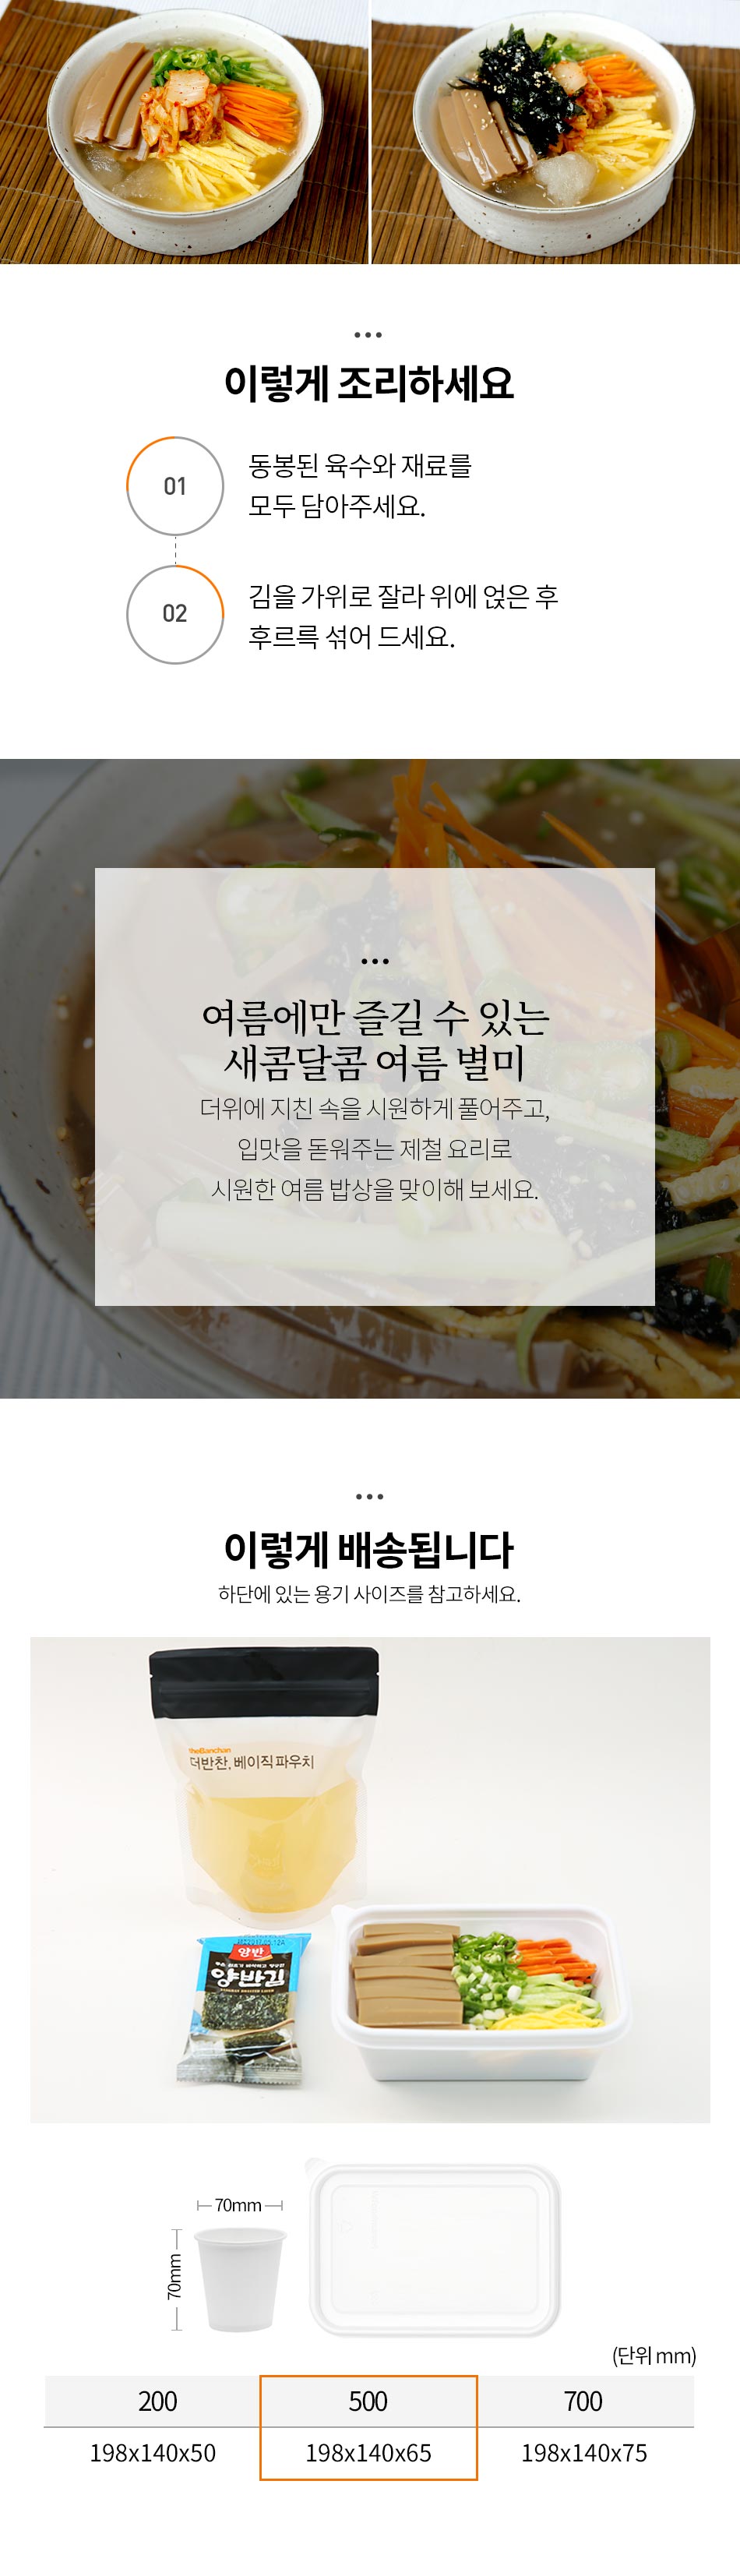 이렇게 조리하세요
01
동봉된 육수와 재료를
모두 담아주세요.
02
김을 가위로 잘라 위에 얹은 후
후르륵 섞어 드세요.
여름에만 즐길 수 있는
새콤달콤 여름 별미
더위에 지친 속을 시원하게 풀어주고,
입맛을 돋워주는 제철 요리로
시원한 여름 밥상을 맞이해 보세요.
이렇게 배송됩니다
하단에 있는 용기 사이즈를 참고하세요.
theBanchan
더반찬, 베이직 파우치
양반
양반김
70mm
70mm
(단위 mm)
200 500 700
198x140x50 198x140x65 198x140x75